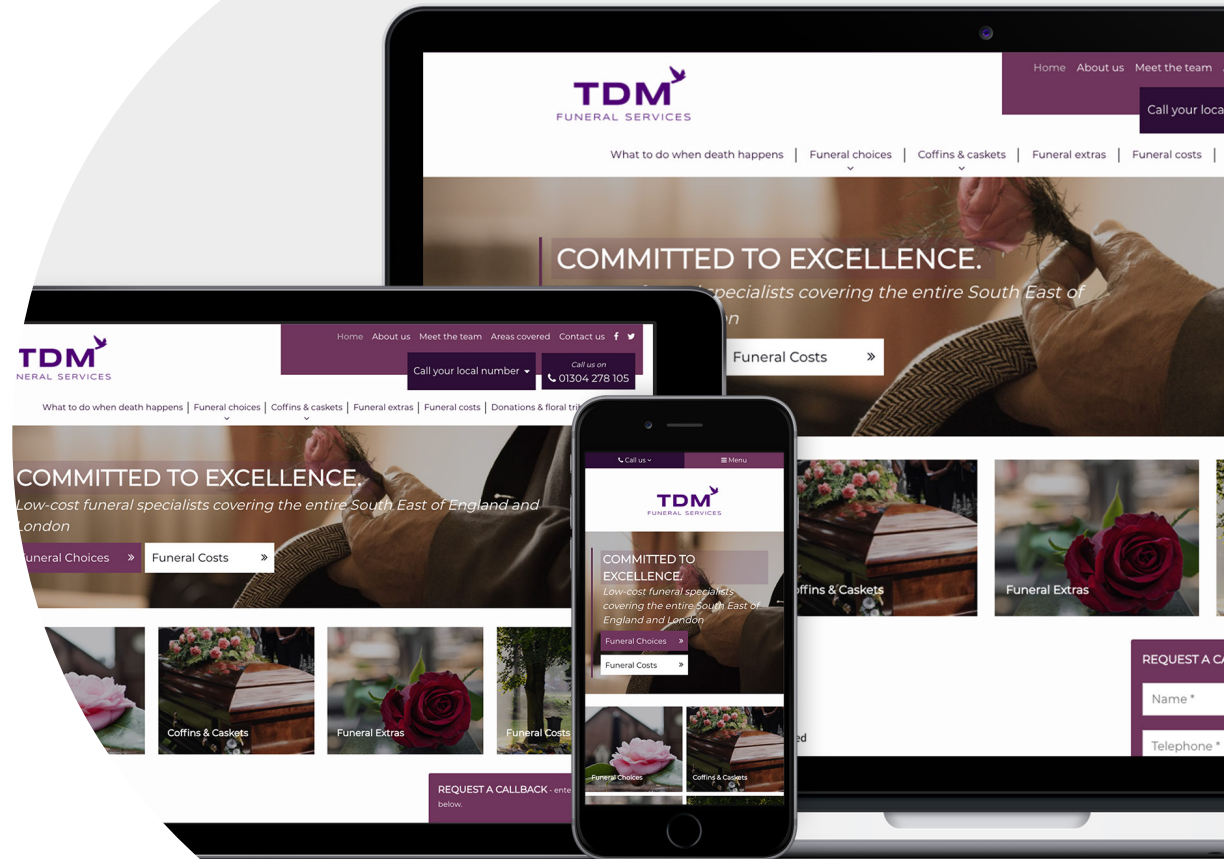 TDM
FUNERAL SERVICES
Home About us Meet the team
Call your loca
What to do when death happens | Funeral choices | Coffins & caskets | Funeral extras | Funeral costs |
COMMITTED TO EXCELLENCE.
specialists covering the entire South East of
Funeral Costs »
offins & Caskets
Funeral Extras
REQUEST A CA
Name *
Telephone *
ed
TDM
NERAL SERVICES
Home About us Meet the team Areas covered Contact us
Call your local number
Call us on
01304 278 105
What to do when death happens | Funeral choices | Coffins & caskets | Funeral extras | Funeral costs | Donations & floral tri
COMMITTED TO EXCELLENCE.
Low-cost funeral specialists covering the entire South East of England and
London
uneral Choices »
Funeral Costs »
Coffins & Caskets
Funeral Extras
Funeral Costs
REQUEST A CALLBACK - ente
below.
Call us
Menu
TDM
FUNERAL SERVICES
COMMITTED TO
EXCELLENCE.
Low-cost funeral specialists
covering the entire South East of
England and London
Funeral Choices »
Funeral Costs »
Funeral Choices
Coffins & Caskets